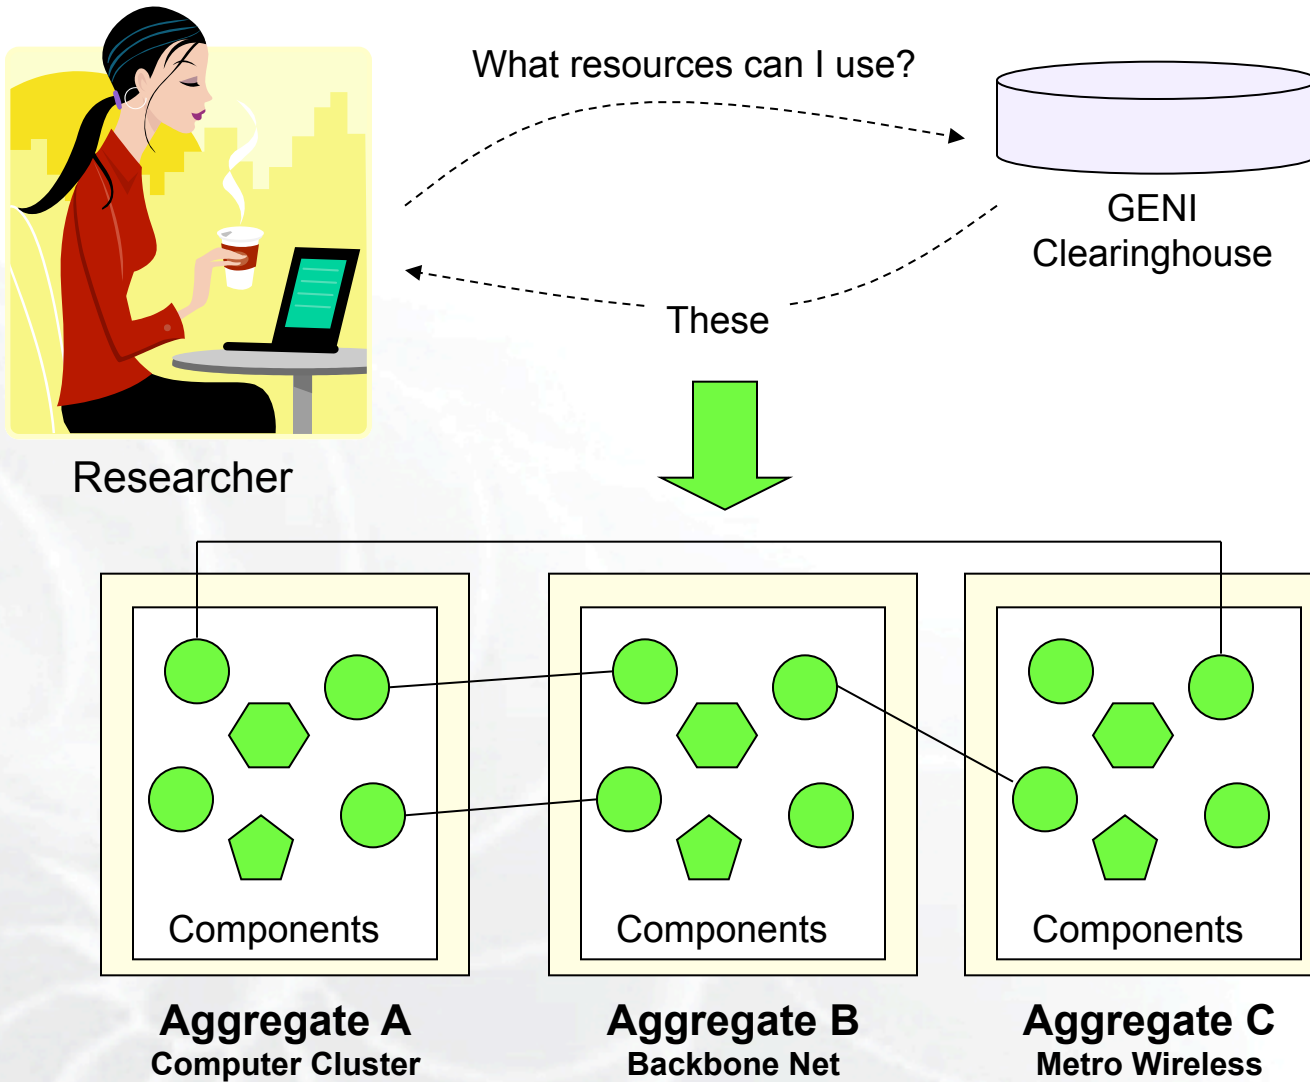 What resources can I use?
GENI
Clearinghouse
These
Researcher
Components
Components
Components
Aggregate A
Computer Cluster
Aggregate B
Backbone Net
Aggregate C
Metro Wireless